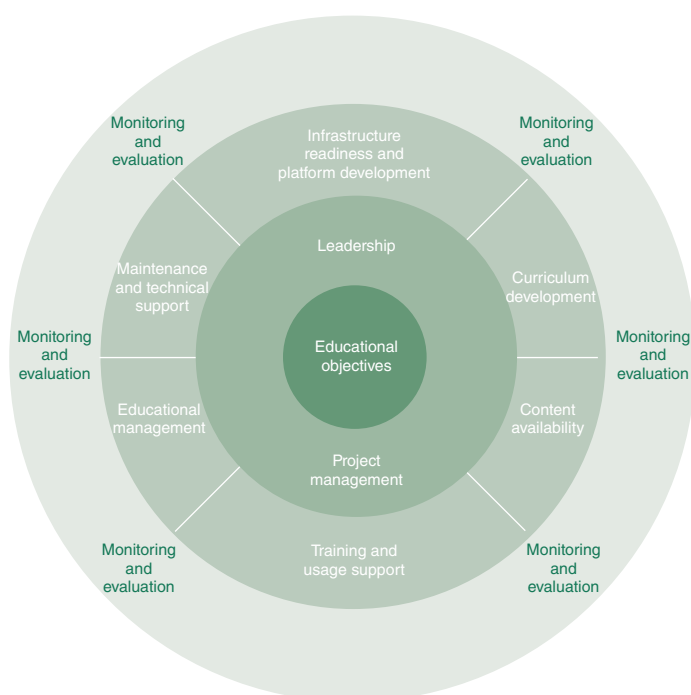 Monitoring
and
evaluation
Infrastructure
readiness and
platform development
Monitoring
and
evaluation
Leadership
Maintenance
and technical
support
Curriculum
development
Monitoring
and
evaluation
Educational
objectives
Monitoring
and
evaluation
Educational
management
Content
availability
Project
management
Monitoring
and
evaluation
Training and
usage support
Monitoring
and
evaluation